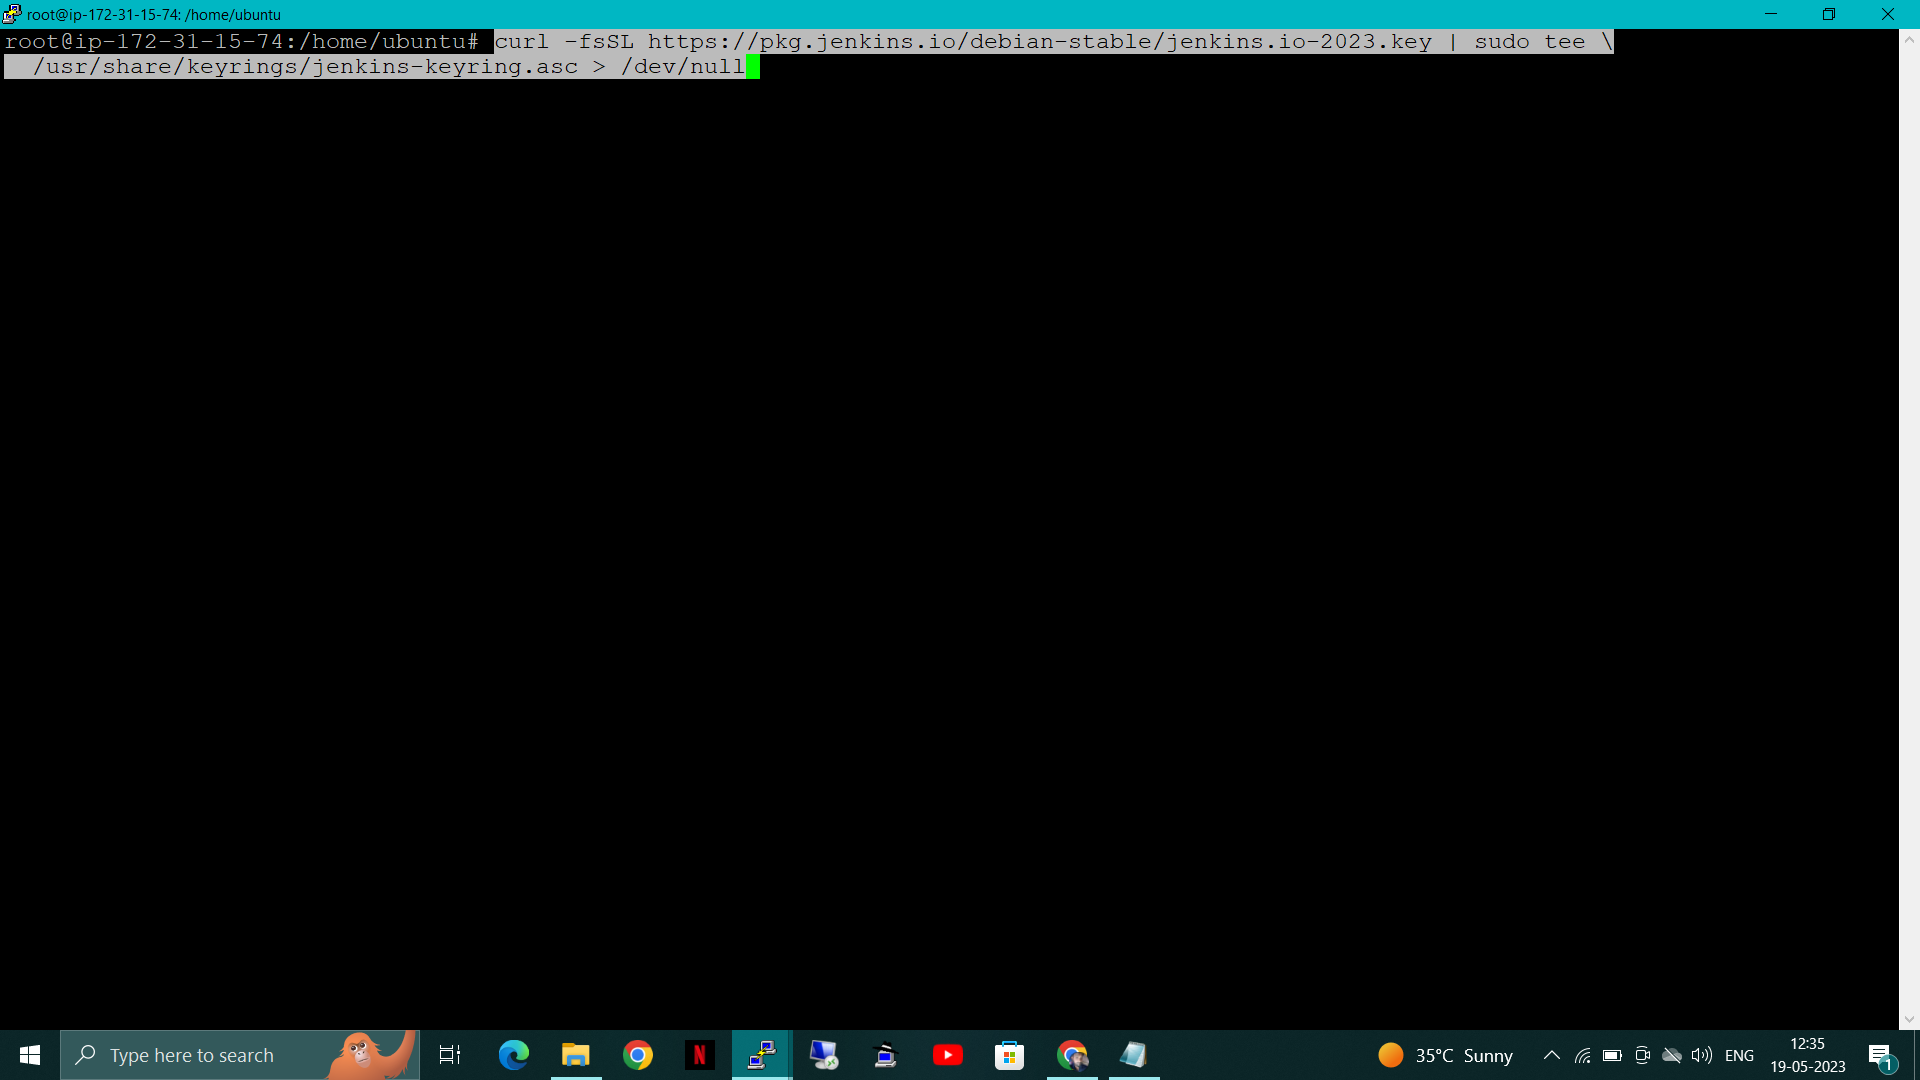 root@ip-172-31-15-74: /home/ubuntu
root@ip-172-31-15-74:/home/ubuntu# curl -fsSL https://pkg.jenkins.io/debian-stable/jenkins.io-2023.key | sudo tee \
  /usr/share/keyrings/jenkins-keyring.asc > /dev/null
Type here to search
N
35°C Sunny
ENG
12:35
19-05-2023
1